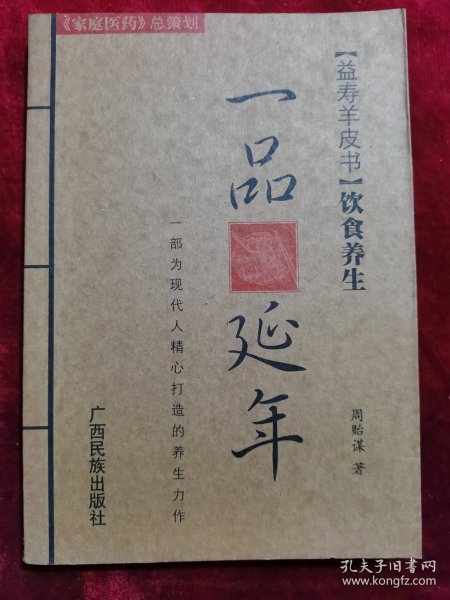 《家庭医药》总策划
【益寿羊皮书】饮食养生
一品延年
一部为现代人精心打造的养生力作
周贻谋 著
广西民族出版社
孔夫子旧书网
www.kongfz.com